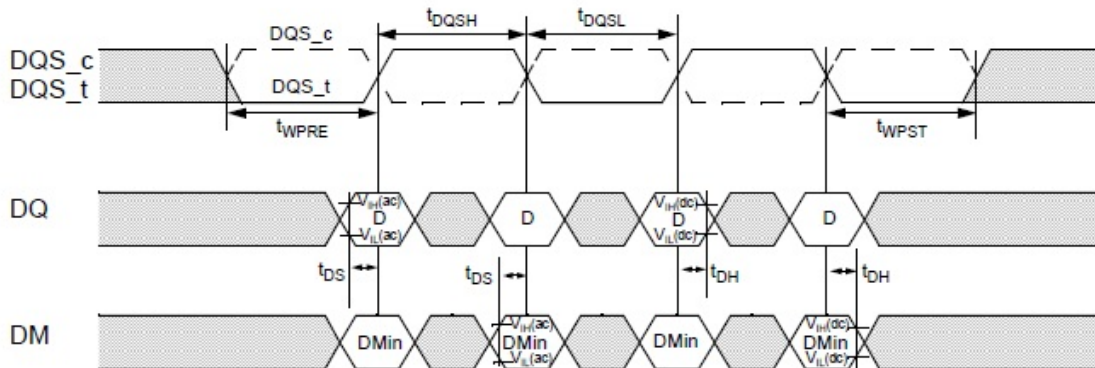 tDQSH tDQSL
DQS_c
DQS_c
DQS_t DQS_t
tWPRE tWPST
DQ VIH(ac) D VIL(ac) D VIH(dc) D VIL(dc) D
tDS tDS tDH tDH
DM DMin VIH(ac) DMin VIL(ac) DMin VIH(dc) DMin VIL(dc)